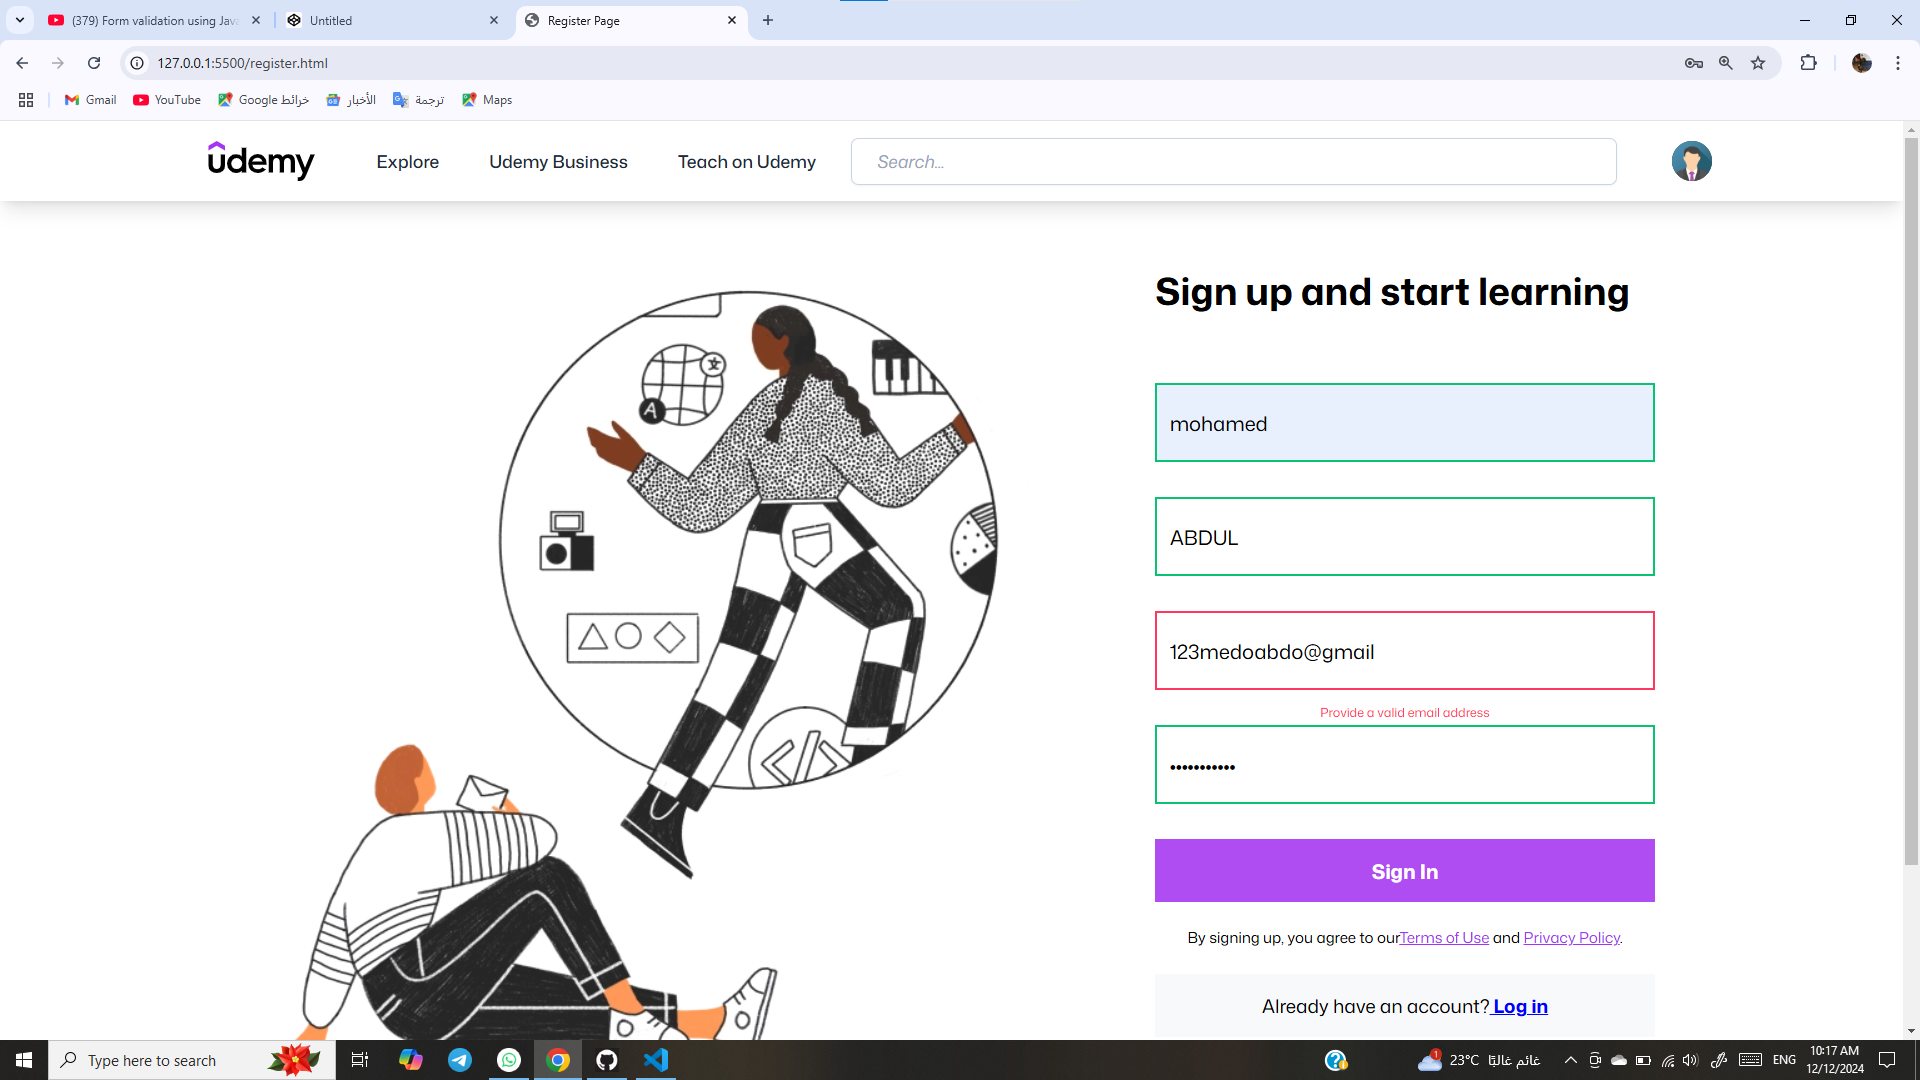 (379) Form validation using Java
Untitled
Register Page
127.0.0.1:5500/register.html
Gmail
YouTube
خرائط Google
الأخبار
ترجمة
Maps
udemy
Explore
Udemy Business
Teach on Udemy
Search...
Sign up and start learning
mohamed
ABDUL
123medoabdo@gmail
Provide a valid email address
•••••••••••
Sign In
By signing up, you agree to ourTerms of Use and Privacy Policy.
Already have an account? Log in
A
文
</>
Type here to search
1
23°C غائم غالبًا
ENG
10:17 AM
12/12/2024